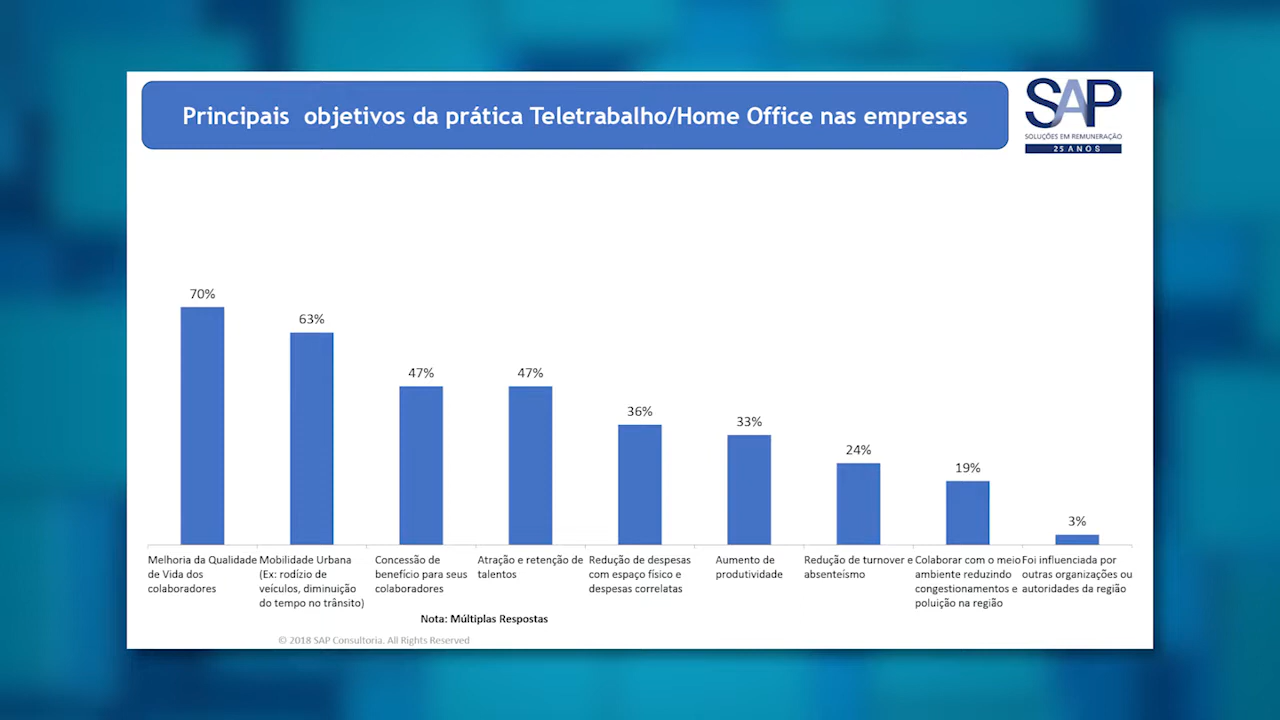 Principais objetivos da prática Teletrabalho/Home Office nas empresas
SAP
SOLUÇÕES EM REMUNERAÇÃO
25 ANOS
70%
63%
47%
47%
36%
33%
24%
19%
3%
Melhoria da Qualidade
de Vida dos
colaboradores
Mobilidade Urbana
(Ex: rodízio de
veículos, diminuição
do tempo no trânsito)
Concessão de
benefício para seus
colaboradores
Atração e retenção de
talentos
Redução de despesas
com espaço físico e
despesas correlatas
Aumento de
produtividade
Redução de turnover e
absenteísmo
Colaborar com o meio
ambiente reduzindo
congestionamentos e
poluição na região
Foi influenciada por
outras organizações ou
autoridades da região
Nota: Múltiplas Respostas
© 2018 SAP Consultoria. All Rights Reserved